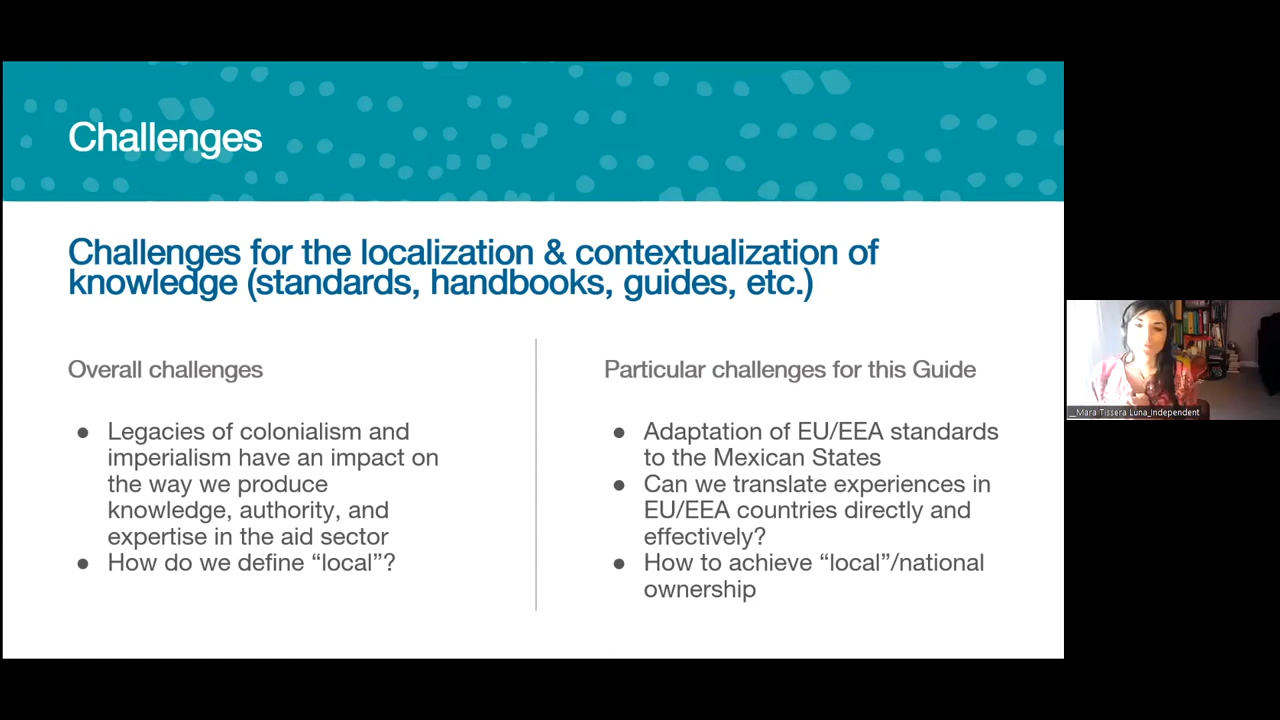 Challenges
Challenges for the localization & contextualization of
knowledge (standards, handbooks, guides, etc.)
Overall challenges
● Legacies of colonialism and
imperialism have an impact on
the way we produce
knowledge, authority, and
expertise in the aid sector
● How do we define “local”?
Particular challenges for this Guide
● Adaptation of EU/EEA standards
to the Mexican States
● Can we translate experiences in
EU/EEA countries directly and
effectively?
● How to achieve “local”/national
ownership
__Mara Tissera Luna_Independent